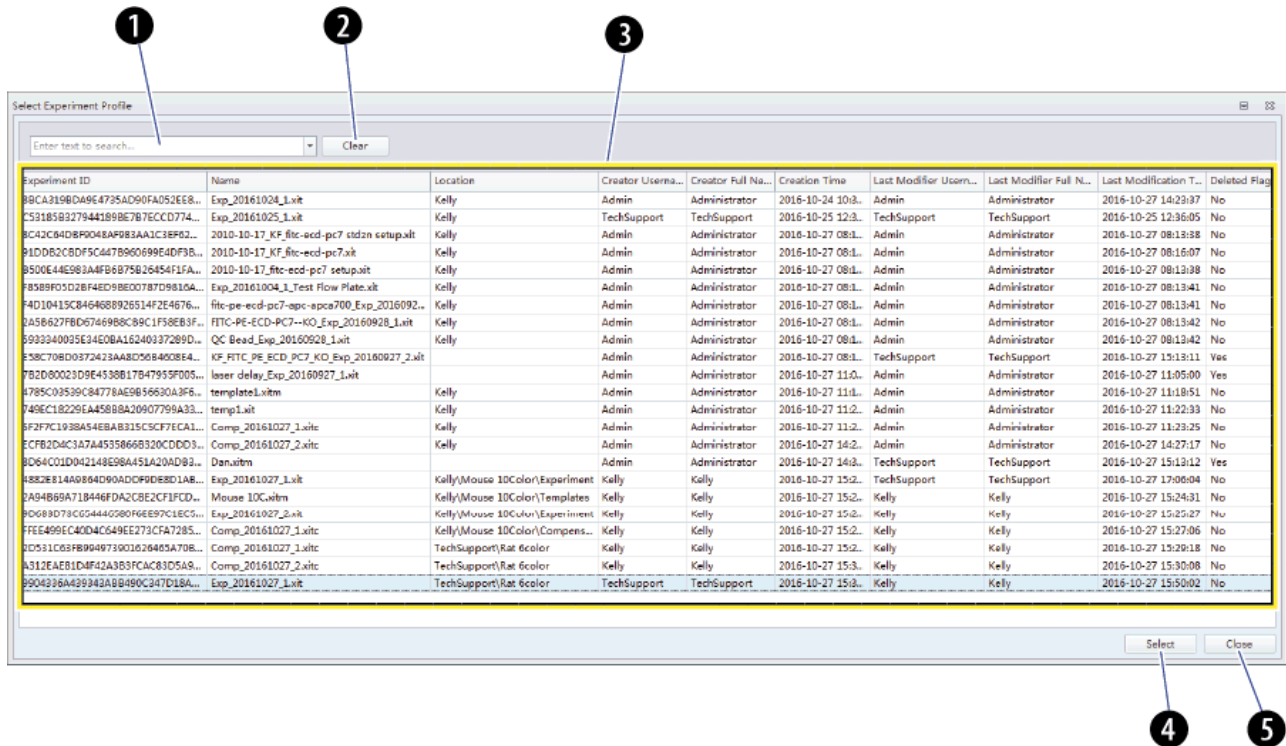 1 2 3
Select Experiment Profile
Enter text to search... Clear
Experiment ID Name Location Creator Userna... Creator Full Na... Creation Time Last Modifier Usern... Last Modifier Full N... Last Modification T... Deleted Flag
Exp_20161024_1.xit Kelly Admin Administrator 2016-10-24 10:3... Admin Administrator 2016-10-27 14:23:37 No
Exp_20161025_1.xit Kelly TechSupport TechSupport 2016-10-25 12:3... TechSupport TechSupport 2016-10-25 12:36:05 No
2010-10-17_KF_fitc-ecd-pc7 stdzn setup.xit Kelly Admin Administrator 2016-10-27 08:1... Admin Administrator 2016-10-27 08:13:38 No
2010-10-17_KF_fitc-ecd-pc7.xit Kelly Admin Administrator 2016-10-27 08:1... Admin Administrator 2016-10-27 08:16:07 No
2010-10-17_fitc-ecd-pc7 setup.xit Kelly Admin Administrator 2016-10-27 08:1... Admin Administrator 2016-10-27 08:13:38 No
Exp_20161004_1_Test Flow Plate.xit Kelly Admin Administrator 2016-10-27 08:1... Admin Administrator 2016-10-27 08:13:41 No
fitc-pe-ecd-pc7-apc-apca700_Exp_2016092... Kelly Admin Administrator 2016-10-27 08:1... Admin Administrator 2016-10-27 08:13:41 No
FITC-PE-ECD-PC7--KO_Exp_20160928_1.xit Kelly Admin Administrator 2016-10-27 08:1... Admin Administrator 2016-10-27 08:13:42 No
QC Bead_Exp_20160928_1.xit Kelly Admin Administrator 2016-10-27 08:1... Admin Administrator 2016-10-27 08:13:42 No
KF_FITC_PE_ECD_PC7_KO_Exp_20160927_2.xit Admin Administrator 2016-10-27 08:1... TechSupport TechSupport 2016-10-27 15:13:11 Yes
laser delay_Exp_20160927_1.xit Admin Administrator 2016-10-27 11:0... Admin Administrator 2016-10-27 11:05:00 Yes
template1.xitm Kelly Admin Administrator 2016-10-27 11:1... Admin Administrator 2016-10-27 11:18:51 No
temp1.xit Kelly Admin Administrator 2016-10-27 11:2... Admin Administrator 2016-10-27 11:22:33 No
Comp_20161027_1.xitc Kelly Admin Administrator 2016-10-27 11:2... Admin Administrator 2016-10-27 11:23:25 No
Comp_20161027_2.xitc Kelly Admin Administrator 2016-10-27 14:2... Admin Administrator 2016-10-27 14:27:17 No
Dan.xitm Admin Administrator 2016-10-27 14:3... TechSupport TechSupport 2016-10-27 15:13:12 Yes
Exp_20161027_1.xit Kelly\Mouse 10Color\Experiment Kelly Kelly 2016-10-27 15:2... TechSupport TechSupport 2016-10-27 17:06:04 No
Mouse 10C.xitm Kelly\Mouse 10Color\Templates Kelly Kelly 2016-10-27 15:2... Kelly Kelly 2016-10-27 15:24:31 No
Exp_20161027_2.xit Kelly\Mouse 10Color\Experiment Kelly Kelly 2016-10-27 15:2... Kelly Kelly 2016-10-27 15:25:27 No
Comp_20161027_1.xitc Kelly\Mouse 10Color\Compens... Kelly Kelly 2016-10-27 15:2... Kelly Kelly 2016-10-27 15:27:06 No
Comp_20161027_1.xitc TechSupport\Rat 6color Kelly Kelly 2016-10-27 15:2... Kelly Kelly 2016-10-27 15:29:18 No
Comp_20161027_2.xitc TechSupport\Rat 6color Kelly Kelly 2016-10-27 15:3... Kelly Kelly 2016-10-27 15:30:08 No
Exp_20161027_1.xit TechSupport\Rat 6color TechSupport TechSupport 2016-10-27 15:3... Kelly Kelly 2016-10-27 15:50:02 No
Select Close
4 5